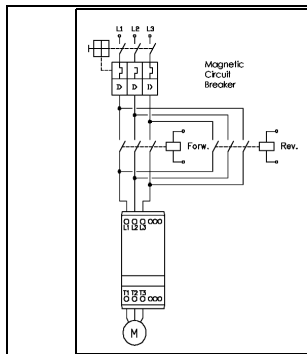 L1 L2 L3
Magnetic
Circuit
Breaker
Forw.
Rev.
L1 L2 L3
T1 T2 T3
M